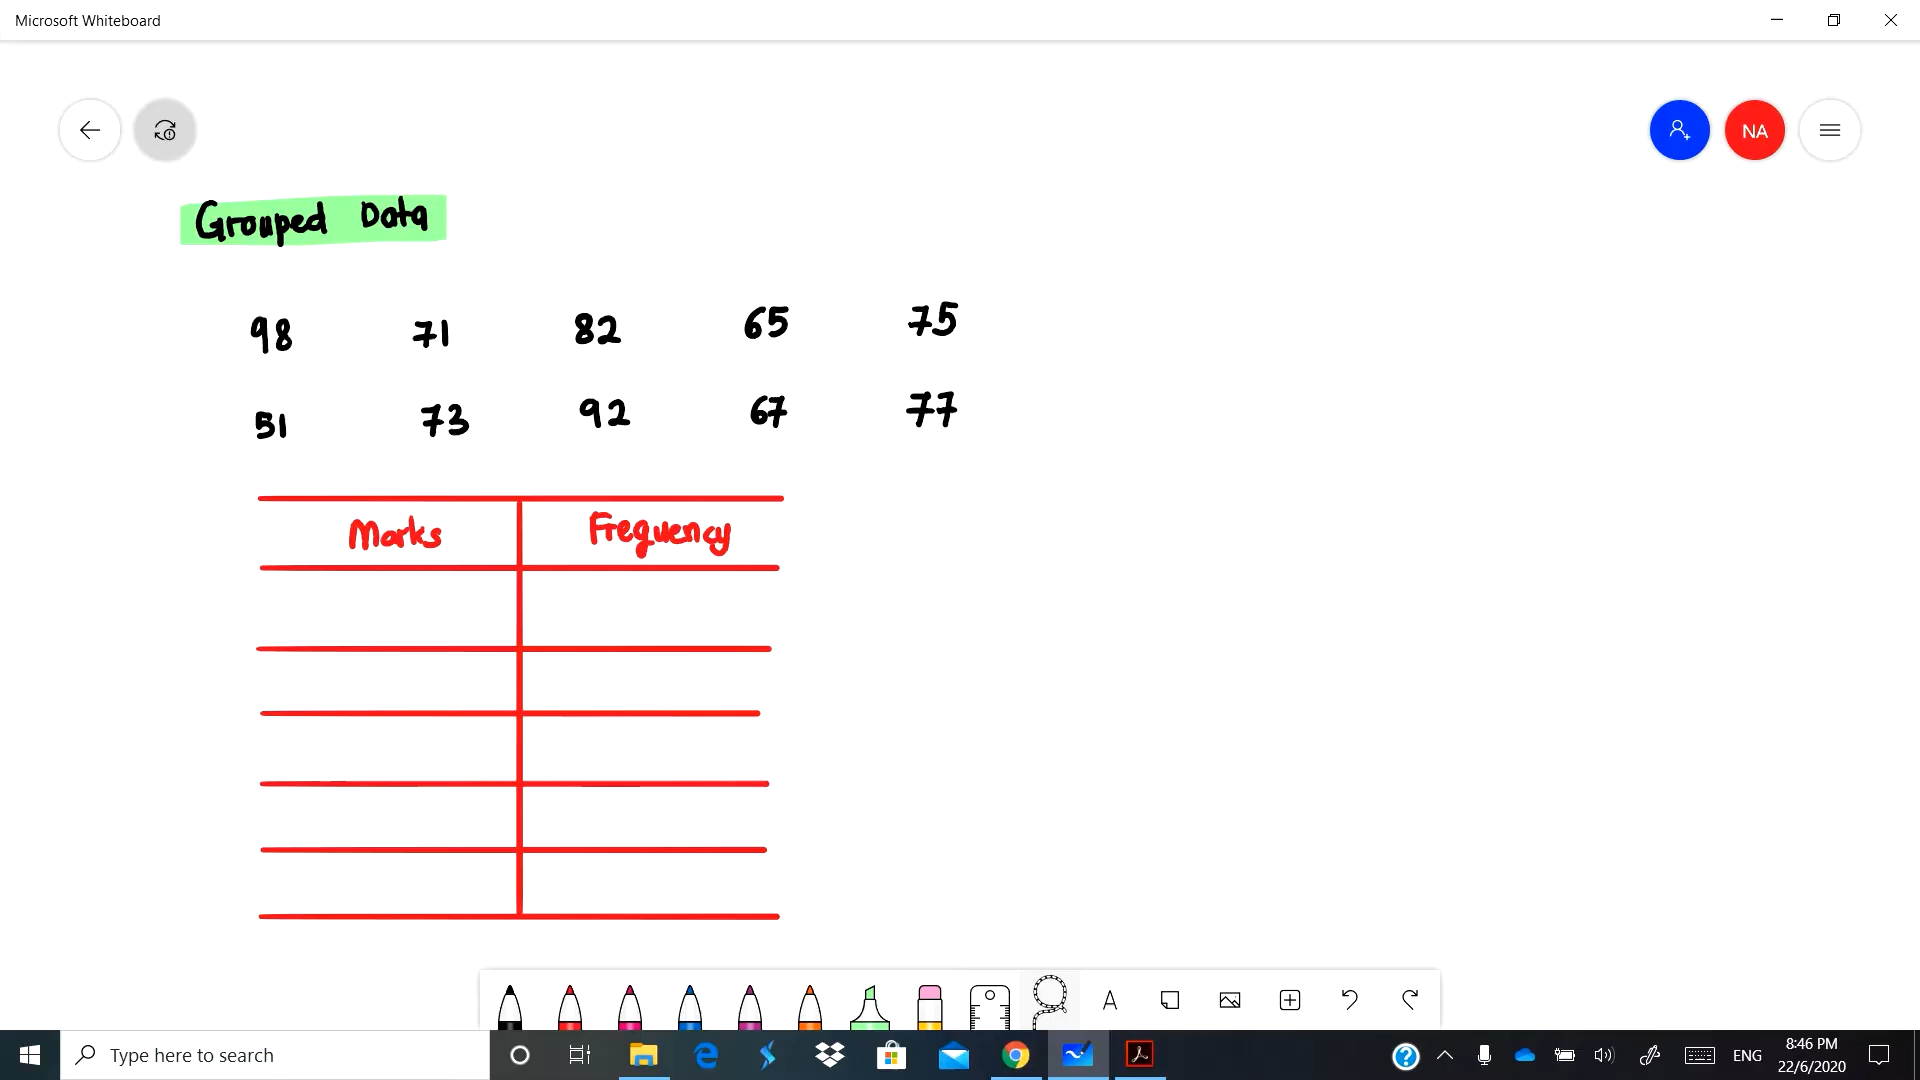 Microsoft Whiteboard
NA
Grouped Data
98 71 82 65 75
51 73 92 67 77
Marks Frequency
A
Type here to search
ENG
8:46 PM
22/6/2020